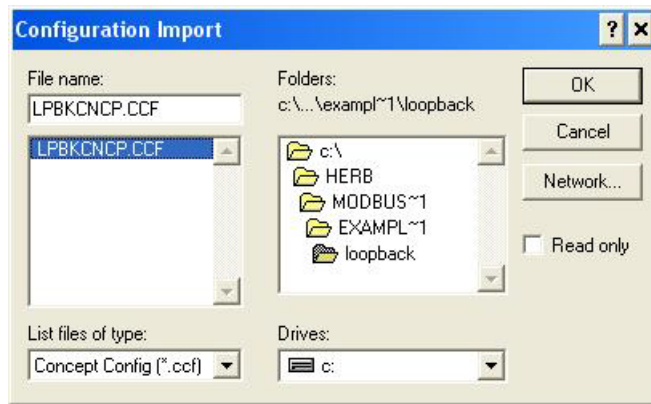 Configuration Import
File name:
LPBKCNCP.CCF
LPBKCNCP.CCF
List files of type:
Concept Config (*.ccf)
Folders:
c:\...\exampl~1\loopback
c:\
HERB
MODBUS~1
EXAMPL~1
loopback
Drives:
c:
OK
Cancel
Network...
Read only